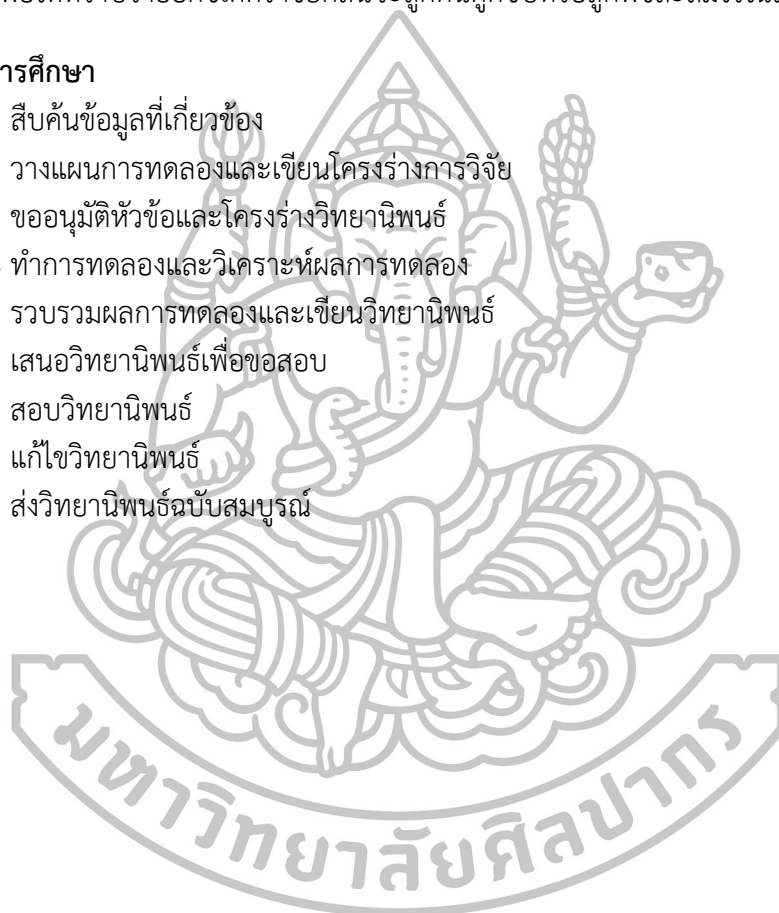 การศึกษา
สืบค้นข้อมูลที่เกี่ยวข้อง
วางแผนการทดลองและเขียนโครงร่างการวิจัย
ขออนุมัติหัวข้อและโครงร่างวิทยานิพนธ์
ทำการทดลองและวิเคราะห์ผลการทดลอง
รวบรวมผลการทดลองและเขียนวิทยานิพนธ์
เสนอวิทยานิพนธ์เพื่อขอสอบ
สอบวิทยานิพนธ์
แก้ไขวิทยานิพนธ์
ส่งวิทยานิพนธ์ฉบับสมบูรณ์
มหาวิทยาลัยศิลปากร